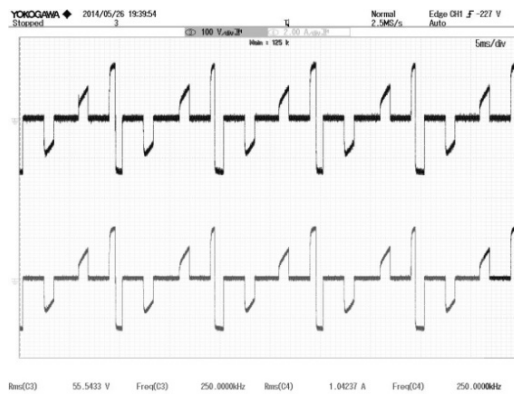 YOKOGAWA ◆ 2014/05/26 19:39:54 Normal Edge CH1 -227 V
Stopped 3 2.5MS/s Auto
100 V 2.00 A
Main = 125 k
5ms/div
Rms(C3) 55.5433 V Freq(C3) 250.0000kHz Rms(C4) 1.04237 A Freq(C4) 250.0000kHz